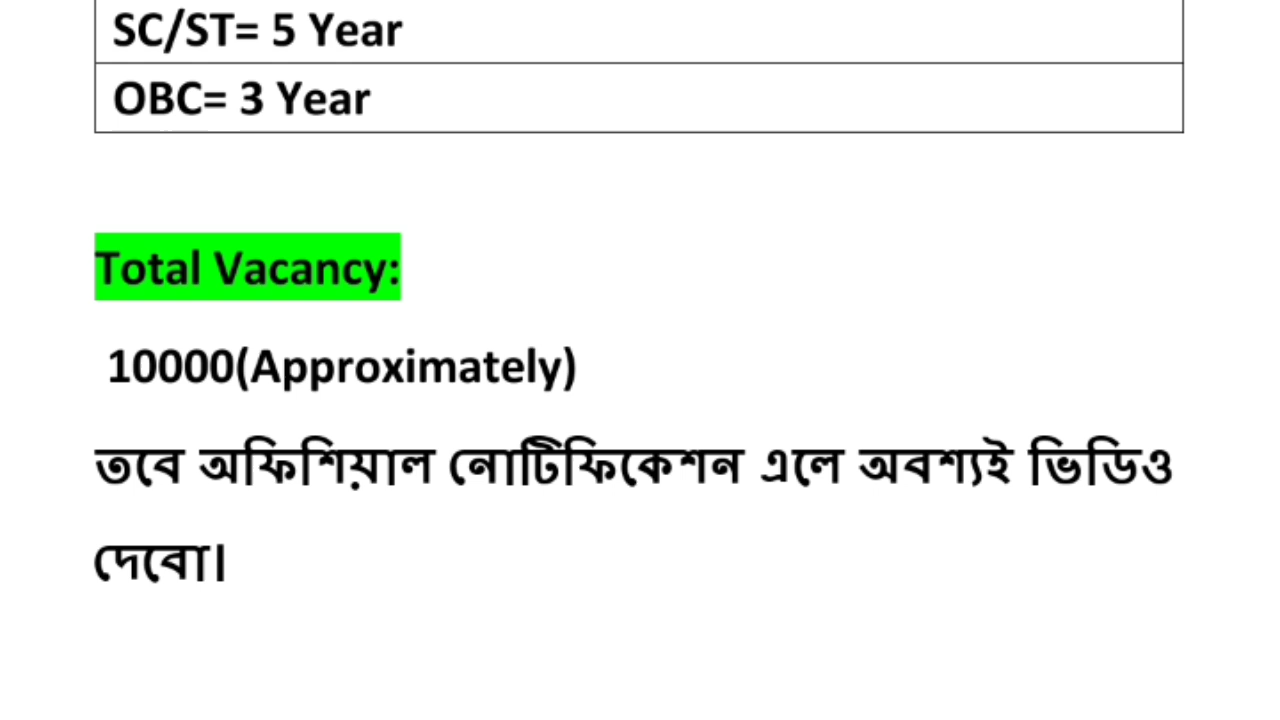 SC/ST= 5 Year
OBC= 3 Year
Total Vacancy:
10000(Approximately)
তবে অফিশিয়াল নোটিফিকেশন এলে অবশ্যই ভিডিও
দেবো।